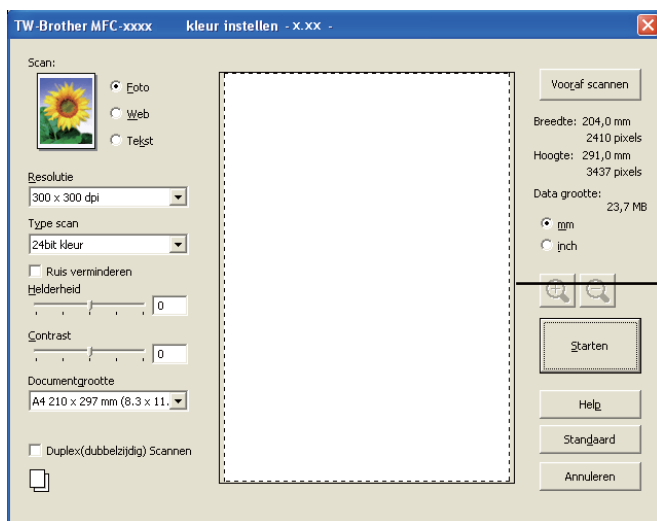 TW-Brother MFC-xxxx kleur instellen - x.xx -
Scan:
Foto
Web
Tekst
Resolutie
300 x 300 dpi
Type scan
24bit kleur
Ruis verminderen
Helderheid
0
Contrast
0
Documentgrootte
A4 210 x 297 mm (8.3 x 11.
Duplex(dubbelzijdig) Scannen
Vooraf scannen
Breedte: 204,0 mm
2410 pixels
Hoogte: 291,0 mm
3437 pixels
Data grootte:
23,7 MB
mm
inch
Starten
Help
Standaard
Annuleren